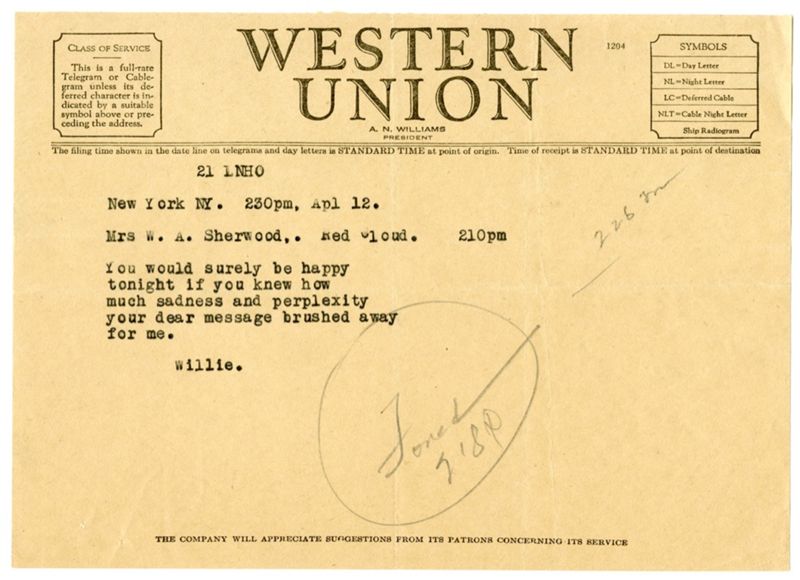 CLASS OF SERVICE
This is a full-rate
Telegram or Cable-
gram unless its de-
ferred character is in-
dicated by a suitable
symbol above or pre-
ceding the address.
WESTERN
UNION
A. N. WILLIAMS
PRESIDENT
1204
SYMBOLS
DL=Day Letter
NL=Night Letter
LC=Deferred Cable
NLT=Cable Night Letter
Ship Radiogram
The filing time shown in the date line on telegrams and day letters is STANDARD TIME at point of origin. Time of receipt is STANDARD TIME at point of destination
21 LNHO
New York NY. 230pm, Apl 12.
Mrs W. A. Sherwood,. Red Cloud. 210pm
You would surely be happy
tonight if you knew how
much sadness and perplexity
your dear message brushed away
for me.
Willie.
Foned
THE COMPANY WILL APPRECIATE SUGGESTIONS FROM ITS PATRONS CONCERNING ITS SERVICE